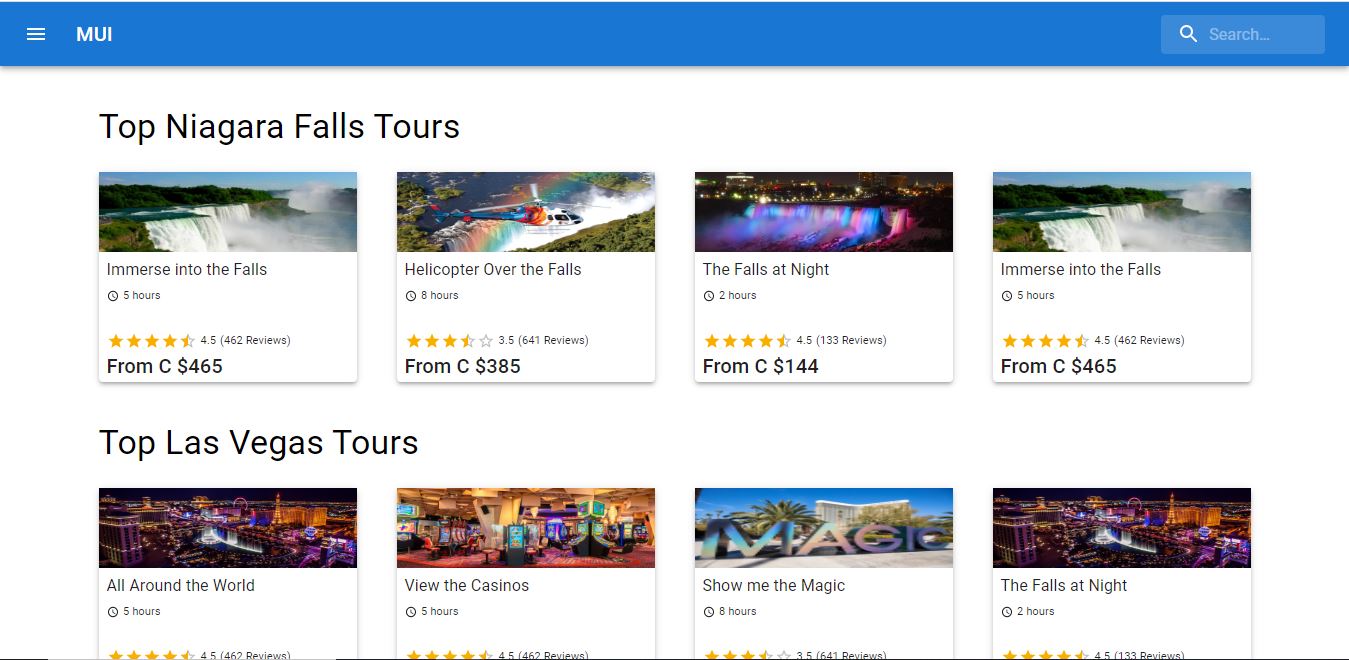 MUI
Search…
Top Niagara Falls Tours
Immerse into the Falls
5 hours
4.5 (462 Reviews)
From C $465
Helicopter Over the Falls
8 hours
3.5 (641 Reviews)
From C $385
The Falls at Night
2 hours
4.5 (133 Reviews)
From C $144
Immerse into the Falls
5 hours
4.5 (462 Reviews)
From C $465
Top Las Vegas Tours
All Around the World
5 hours
4.5 (462 Reviews)
View the Casinos
5 hours
4.5 (462 Reviews)
MAGIC
Show me the Magic
8 hours
3.5 (641 Reviews)
The Falls at Night
2 hours
4.5 (133 Reviews)